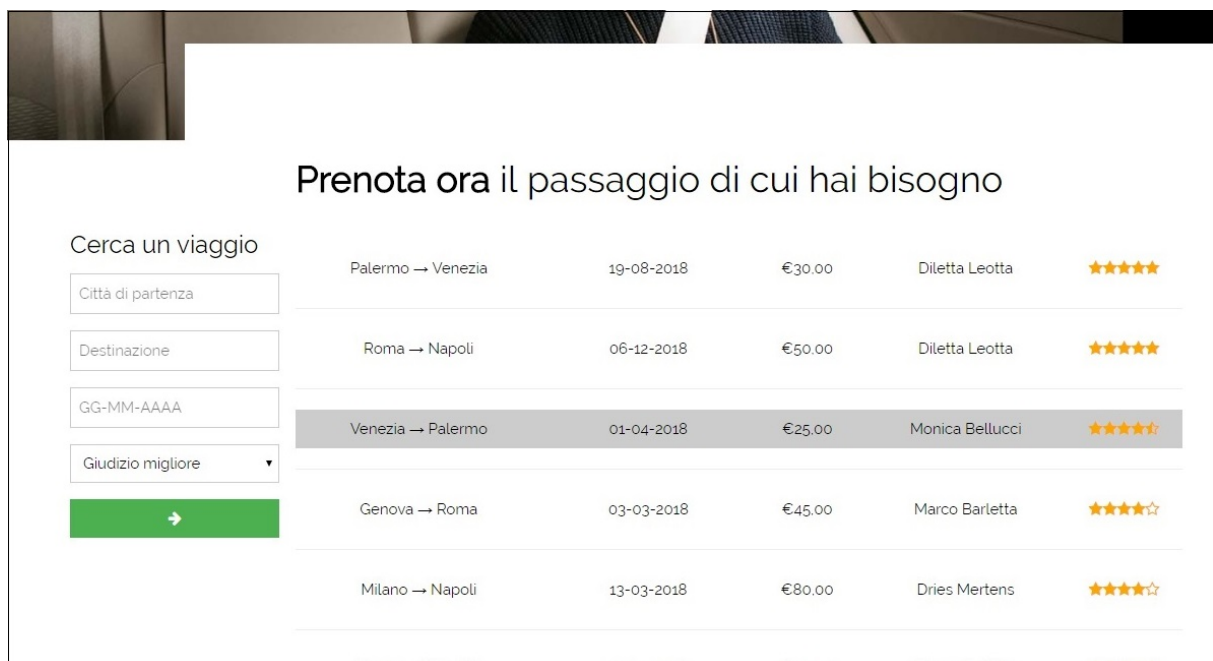 Prenota ora il passaggio di cui hai bisogno
Cerca un viaggio
Città di partenza
Destinazione
GG-MM-AAAA
Giudizio migliore
Palermo → Venezia 19-08-2018 €30,00 Diletta Leotta
Roma → Napoli 06-12-2018 €50,00 Diletta Leotta
Venezia → Palermo 01-04-2018 €25,00 Monica Bellucci
Genova → Roma 03-03-2018 €45,00 Marco Barletta
Milano → Napoli 13-03-2018 €80,00 Dries Mertens